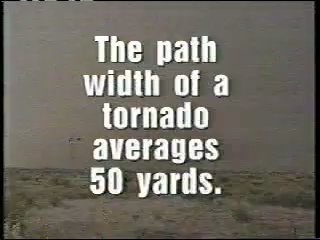 The path
width of a
tornado
averages
50 yards.